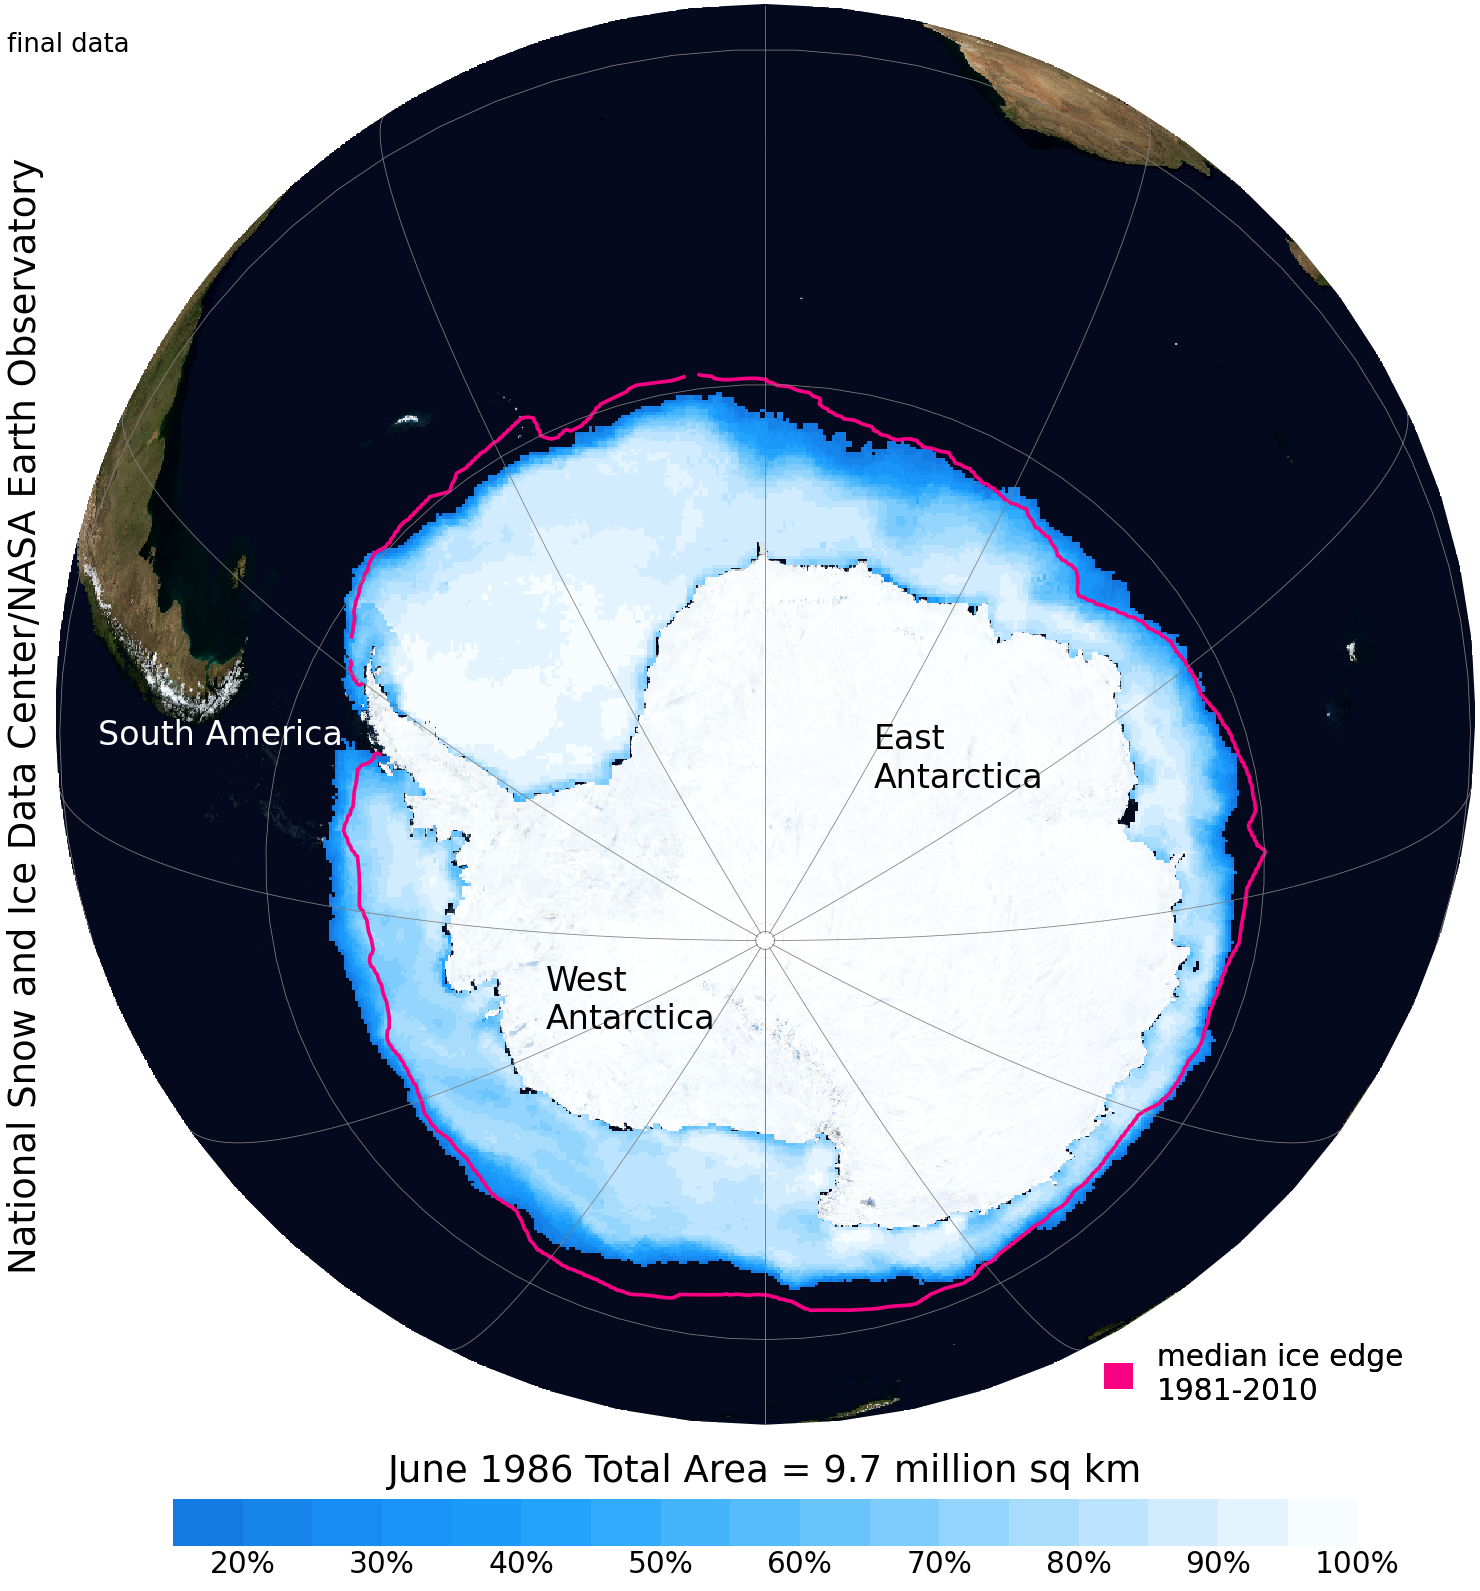 final data
National Snow and Ice Data Center/NASA Earth Observatory
South America
East
Antarctica
West
Antarctica
median ice edge
1981-2010
June 1986 Total Area = 9.7 million sq km
20% 30% 40% 50% 60% 70% 80% 90% 100%